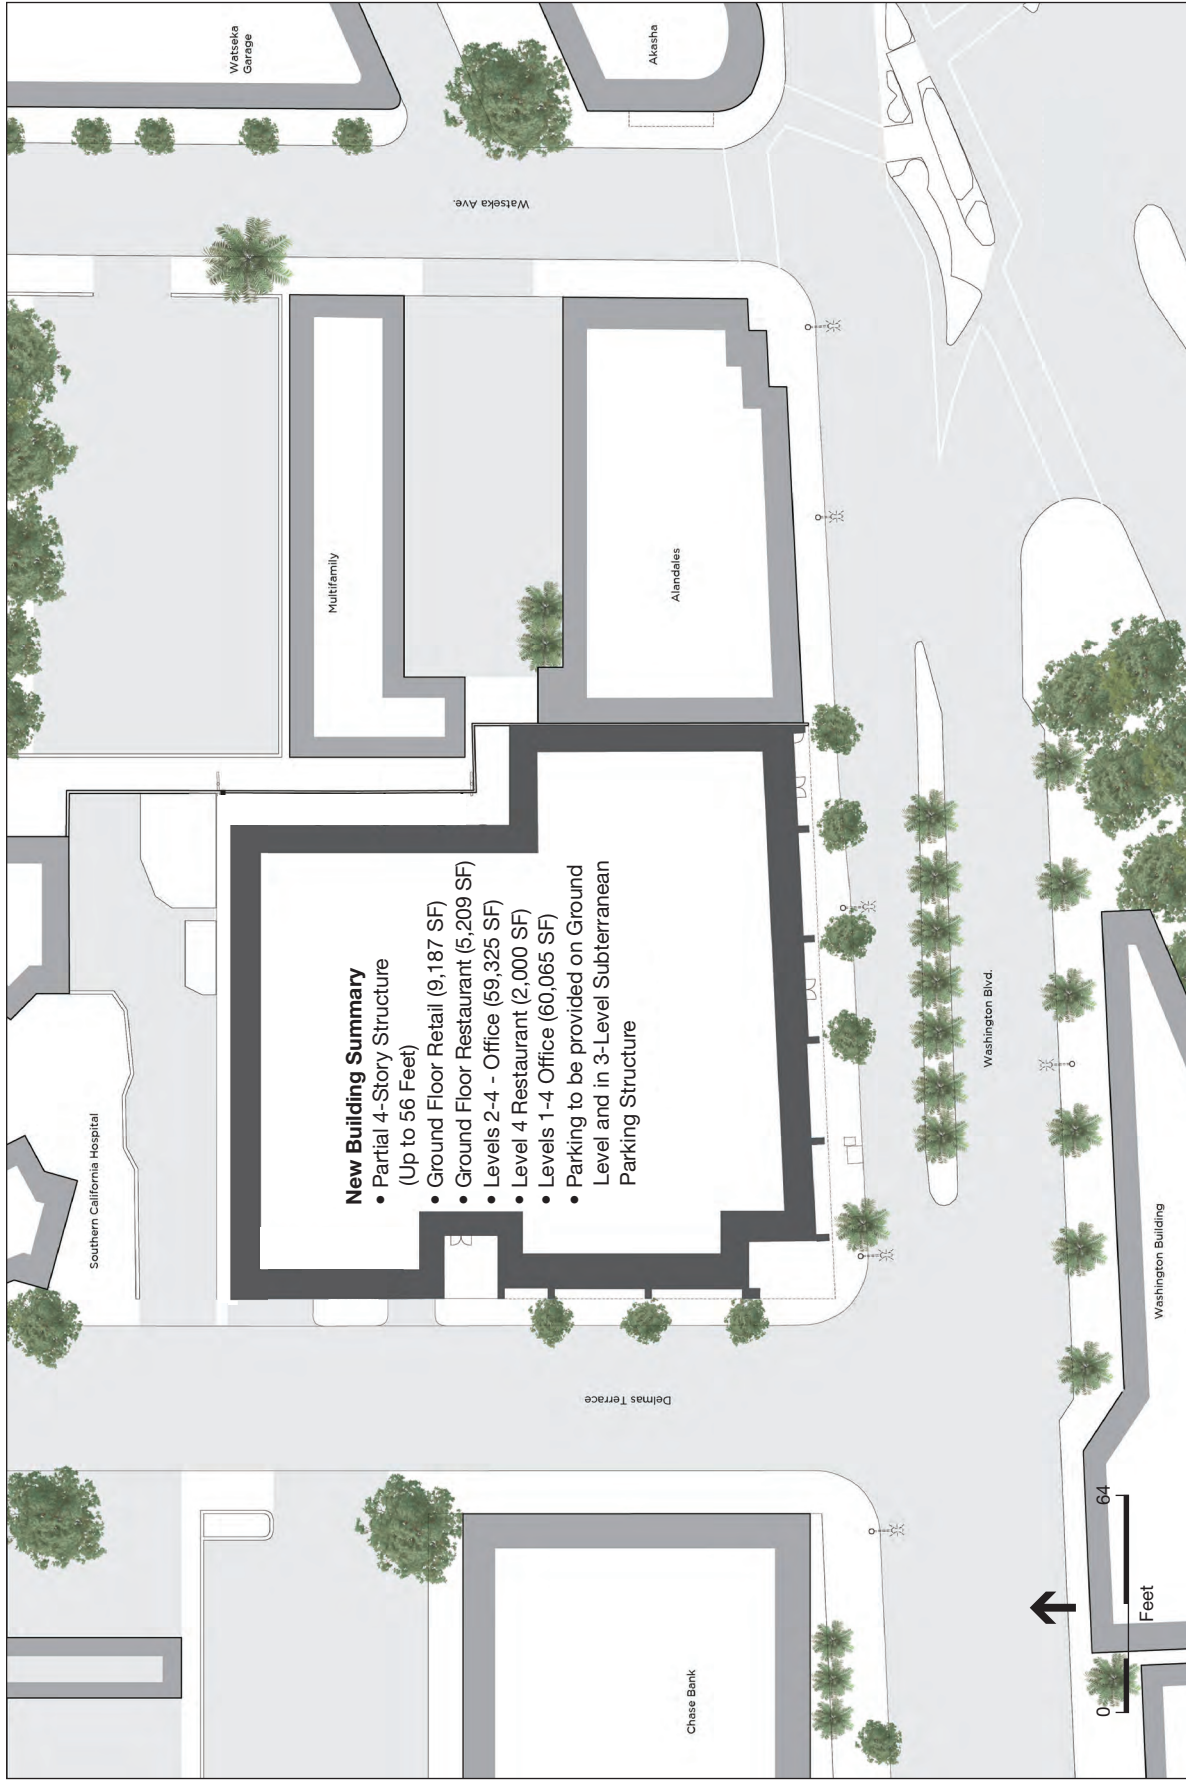 Watseka
Garage
Akasha
Watseka Ave.
Multifamily
Alandales
Southern California Hospital
New Building Summary
• Partial 4-Story Structure
(Up to 56 Feet)
• Ground Floor Retail (9,187 SF)
• Ground Floor Restaurant (5,209 SF)
• Levels 2-4 - Office (59,325 SF)
• Level 4 Restaurant (2,000 SF)
• Levels 1-4 Office (60,065 SF)
• Parking to be provided on Ground
Level and in 3-Level Subterranean
Parking Structure
Delmas Terrace
Washington Blvd.
Washington Building
Chase Bank
0 64
Feet